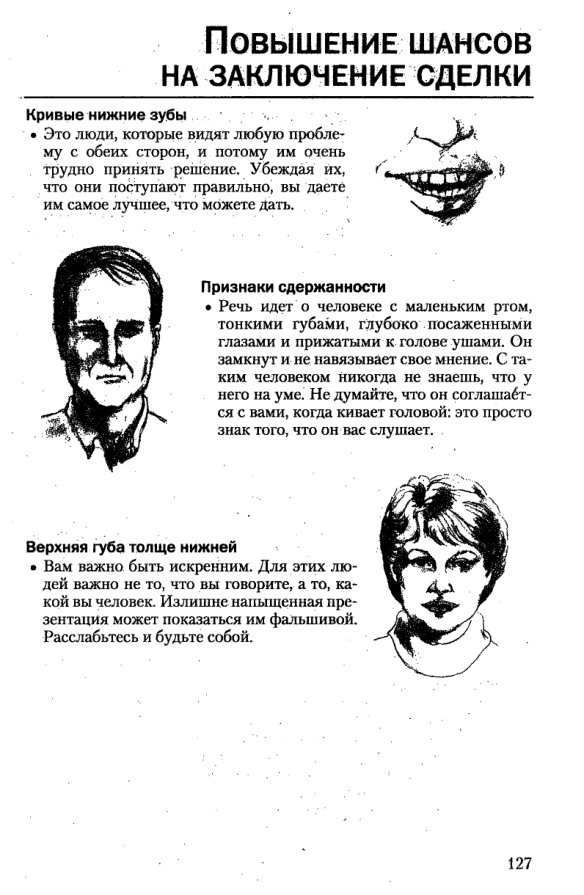 Повышение шансов
на заключение сделки
Кривые нижние зубы
• Это люди, которые видят любую пробле-
му с обеих сторон, и потому им очень
трудно принять решение. Убеждая их,
что они поступают правильно, вы даете
им самое лучшее, что можете дать.
Признаки сдержанности
• Речь идет о человеке с маленьким ртом,
тонкими губами, глубоко посаженными
глазами и прижатыми к голове ушами. Он
замкнут и не навязывает свое мнение. С та-
ким человеком никогда не знаешь, что у
него на уме. Не думайте, что он соглашает-
ся с вами, когда кивает головой: это просто
знак того, что он вас слушает.
Верхняя губа толще нижней
• Вам важно быть искренним. Для этих лю-
дей важно не то, что вы говорите, а то, ка-
кой вы человек. Излишне напыщенная пре-
зентация может показаться им фальшивой.
Расслабьтесь и будьте собой.
127